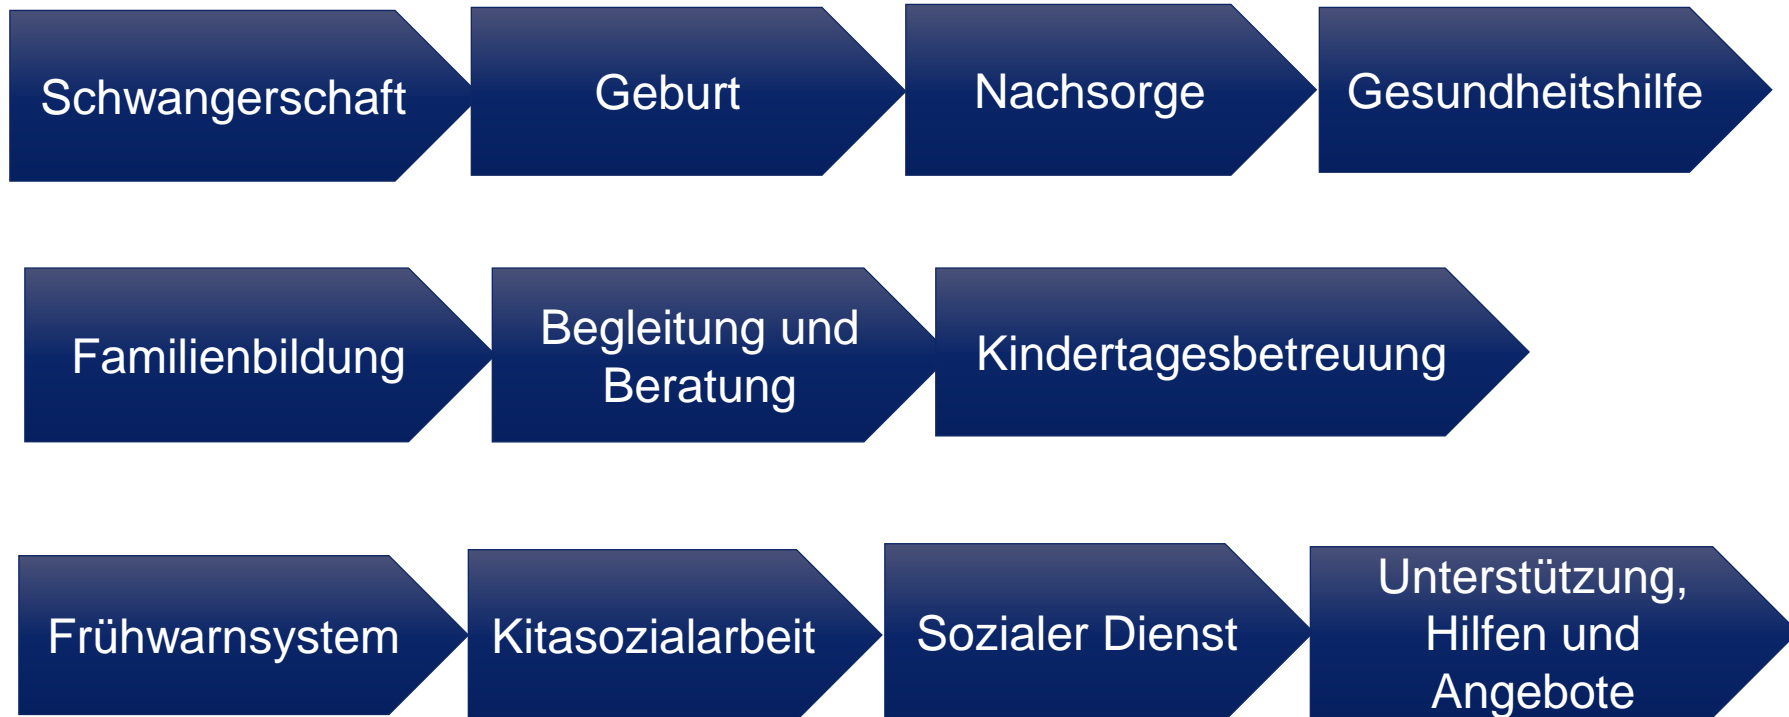 Schwangerschaft
Geburt
Nachsorge
Gesundheitshilfe
Familienbildung
Begleitung und
Beratung
Kindertagesbetreuung
Frühwarnsystem
Kitasozialarbeit
Sozialer Dienst
Unterstützung,
Hilfen und
Angebote